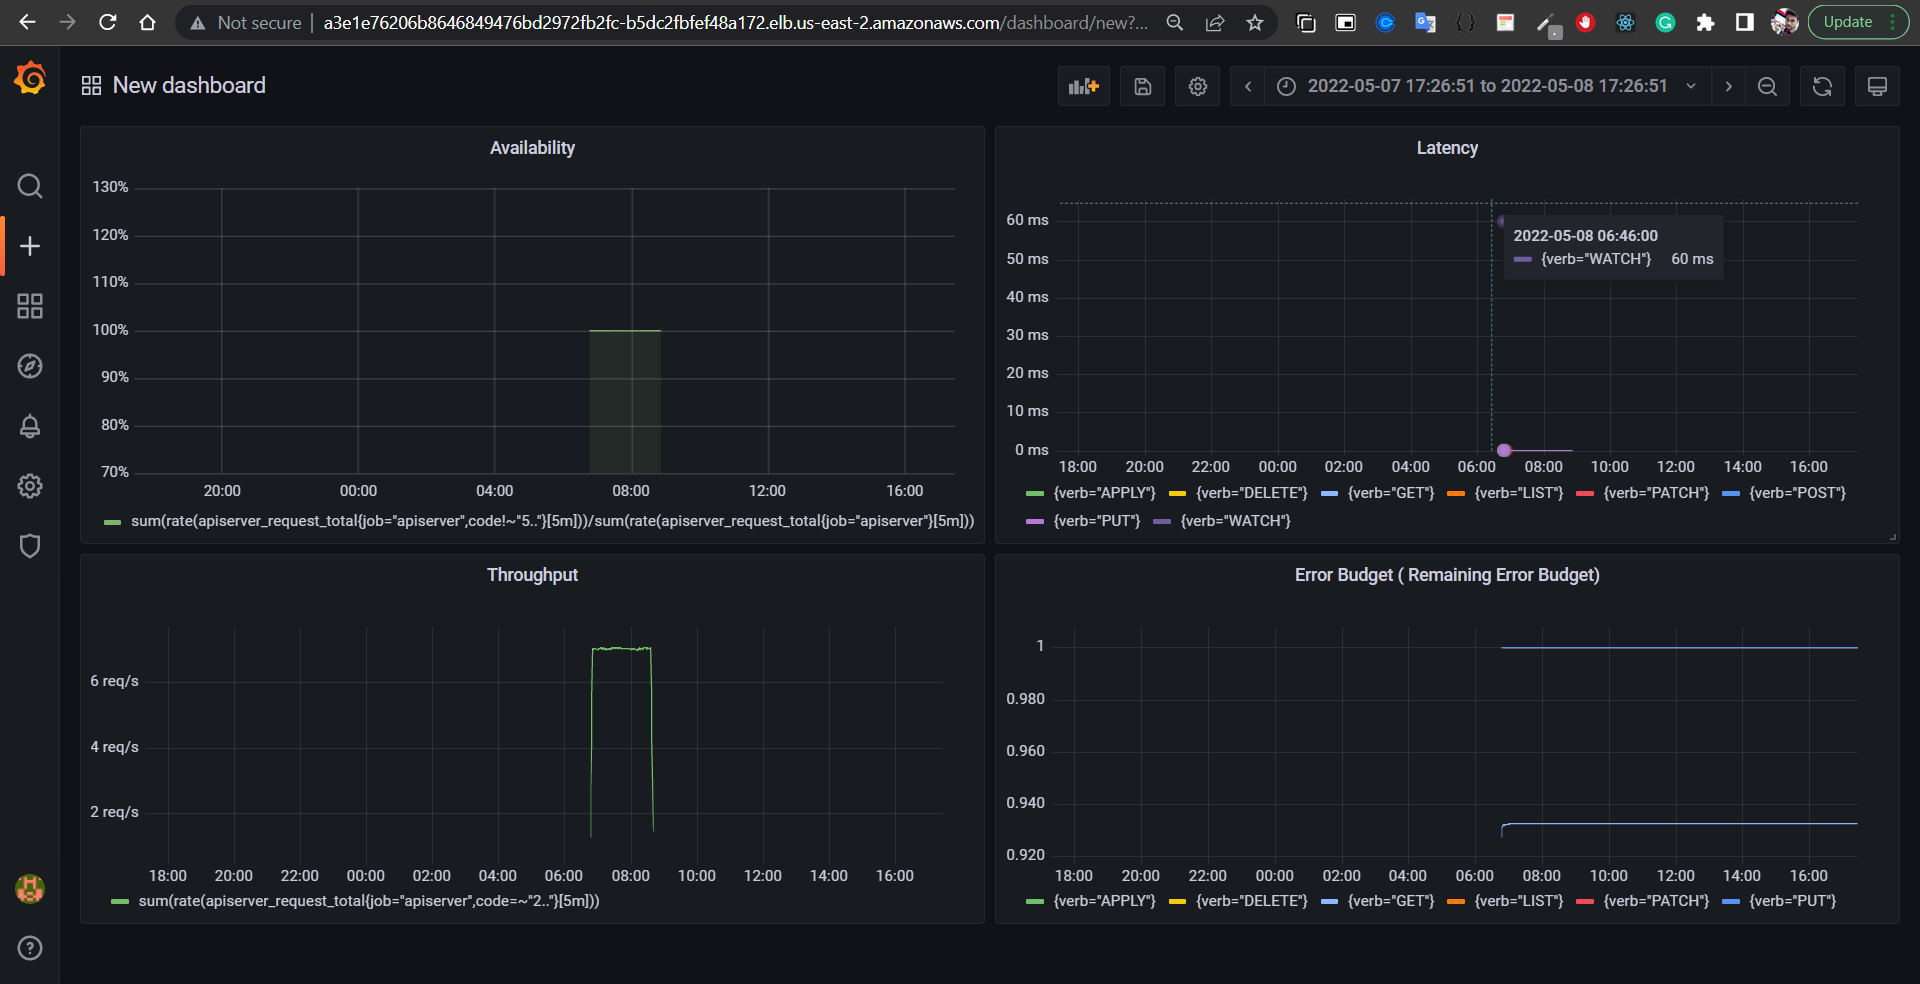 Not secure
a3e1e76206b8646849476bd2972fb2fc-b5dc2fbfef48a172.elb.us-east-2.amazonaws.com/dashboard/new?...
Update
New dashboard
2022-05-07 17:26:51 to 2022-05-08 17:26:51
Availability
130%
120%
110%
100%
90%
80%
70%
20:00 00:00 04:00 08:00 12:00 16:00
sum(rate(apiserver_request_total{job="apiserver",code!~"5.."}[5m]))/sum(rate(apiserver_request_total{job="apiserver"}[5m]))
Latency
60 ms
50 ms
40 ms
30 ms
20 ms
10 ms
0 ms
2022-05-08 06:46:00
{verb="WATCH"} 60 ms
18:00 20:00 22:00 00:00 02:00 04:00 06:00 08:00 10:00 12:00 14:00 16:00
{verb="APPLY"} {verb="DELETE"} {verb="GET"} {verb="LIST"} {verb="PATCH"} {verb="POST"}
{verb="PUT"} {verb="WATCH"}
Throughput
6 req/s
4 req/s
2 req/s
18:00 20:00 22:00 00:00 02:00 04:00 06:00 08:00 10:00 12:00 14:00 16:00
sum(rate(apiserver_request_total{job="apiserver",code=~"2.."}[5m]))
Error Budget ( Remaining Error Budget)
1
0.980
0.960
0.940
0.920
18:00 20:00 22:00 00:00 02:00 04:00 06:00 08:00 10:00 12:00 14:00 16:00
{verb="APPLY"} {verb="DELETE"} {verb="GET"} {verb="LIST"} {verb="PATCH"} {verb="PUT"}